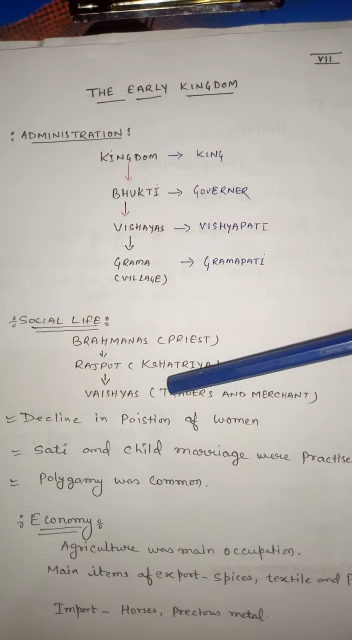 VII
THE EARLY KINGDOM
: ADMINISTRATION :
KINGDOM → KING
BHUKTI → GOVERNER
VISHAYAS → VISHYAPATI
GRAMA → GRAMAPATI
(VILLAGE)
: SOCIAL LIFE :
BRAHMANAS (PRIEST)
RAJPUT (KSHATRIYA
VAISHYAS ( AND MERCHANT)
= Decline in Poistion of women
= Sati and child marriage were Practise
= Polygamy was Common.
: Economy :
Agriculture was main occupation.
Main items of export - Spices, textile and
Import - Horses, Precious metal.